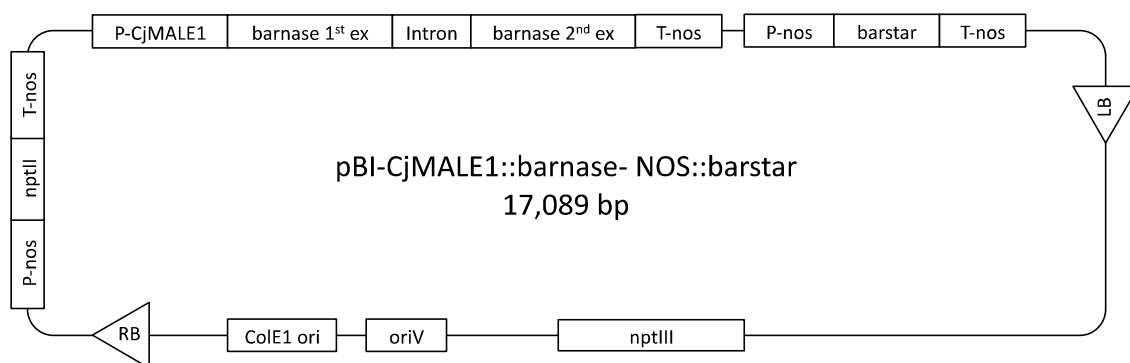 P-CjMALE1 barnase 1st ex Intron barnase 2nd ex T-nos P-nos barstar T-nos
T-nos
nptII
P-nos
LB
pBI-CjMALE1::barnase- NOS::barstar
17,089 bp
RB ColE1 ori oriV nptIII